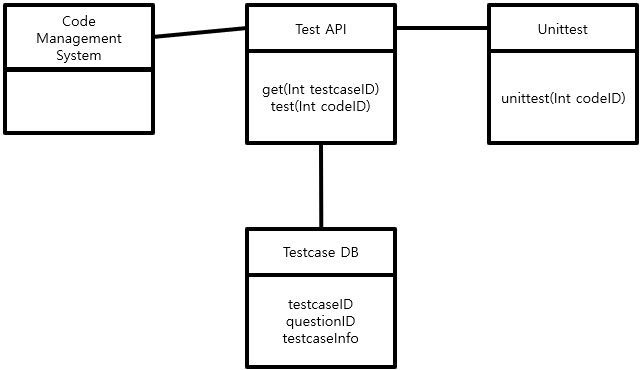 Code
Management
System
Test API
get(Int testcaseID)
test(Int codeID)
Unittest
unittest(Int codeID)
Testcase DB
testcaseID
questionID
testcaseInfo